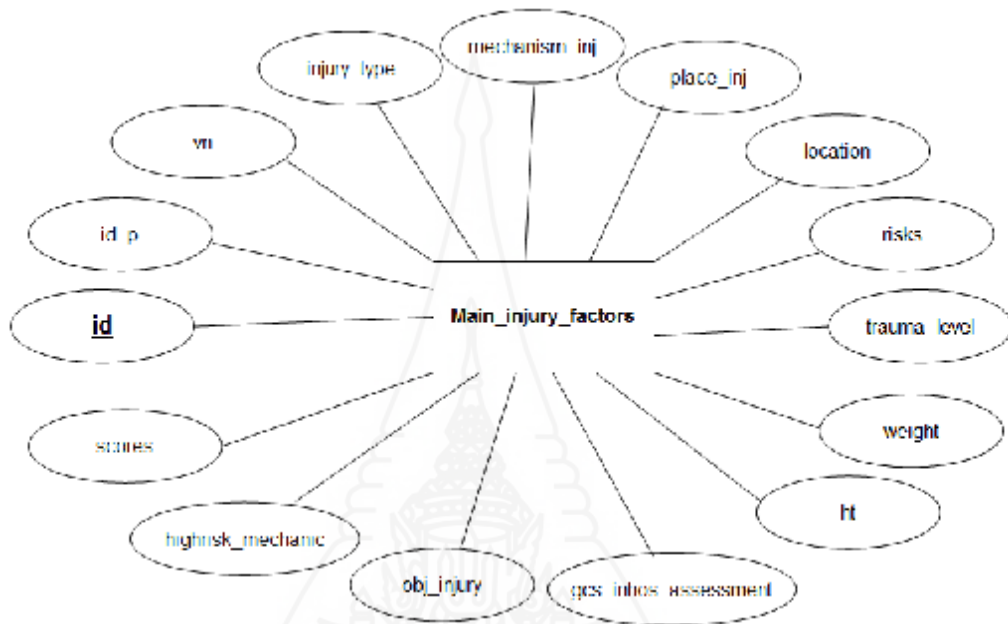 mechanism_inj
injury_type
place_inj
vn
location
id_p
risks
id
Main_injury_factors
trauma_level
scores
weight
highrisk_mechanic
ht
obj_injury
gcs_inhos_assessment